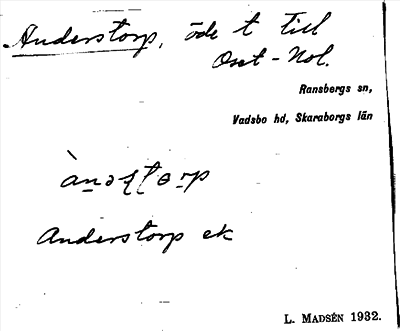 Anderstorp, öde t till
Ost-Nol.
Ransbergs sn,
Vadsbo hd, Skaraborgs län
Anderstorp ek
L. MADSÉN 1932.